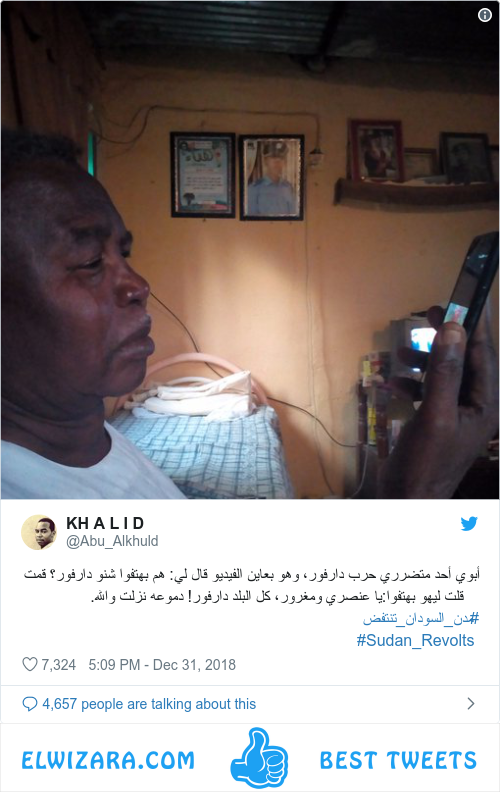 KH A L I D
@Abu_Alkhuld
أبوي أحد متضرري حرب دارفور، وهو بعاين الفيديو قال لي: هم بهتفوا شنو دارفور؟ قمت
قلت ليهو بهتفوا:يا عنصري ومغرور، كل البلد دارفور! دموعه نزلت والله.
#مدن_السودان_تنتفض
#Sudan_Revolts
7,324 5:09 PM - Dec 31, 2018
4,657 people are talking about this
ELWIZARA.COM BEST TWEETS